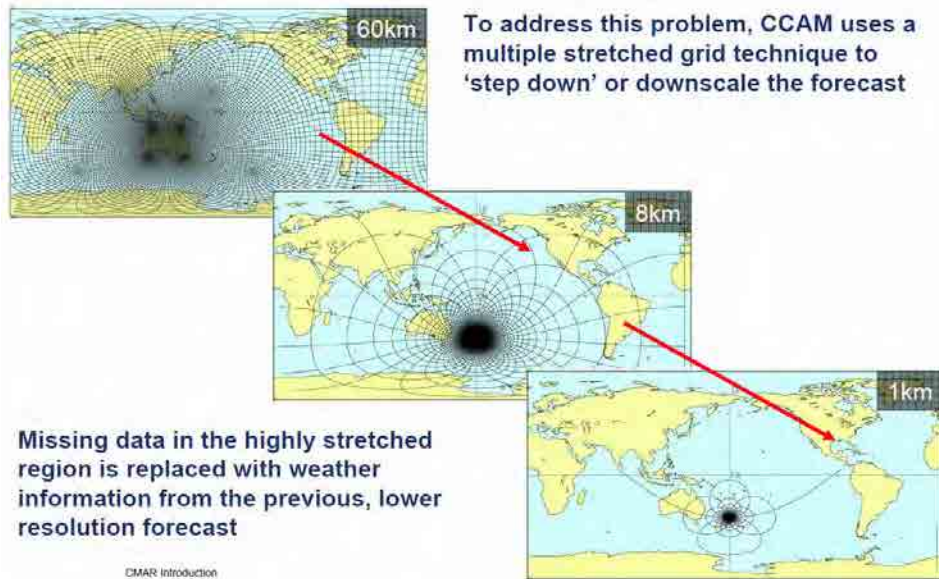 60km
To address this problem, CCAM uses a
multiple stretched grid technique to
‘step down’ or downscale the forecast
8km
1km
Missing data in the highly stretched
region is replaced with weather
information from the previous, lower
resolution forecast
CMAR Introduction